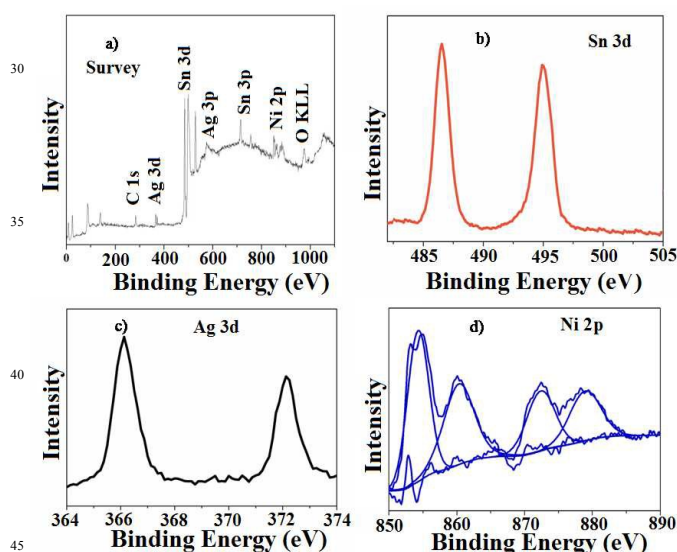 30
35
40
45
a)
Survey
Intensity
C 1s
Ag 3d
Sn 3d
Ag 3p
Sn 3p
Ni 2p
O KLL
0 200 400 600 800 1000
Binding Energy (eV)
b)
Sn 3d
Intensity
485 490 495 500 505
Binding Energy (eV)
c)
Ag 3d
Intensity
364 366 368 370 372 374
Binding Energy (eV)
d)
Ni 2p
Intensity
850 860 870 880 890
Binding Energy (eV)